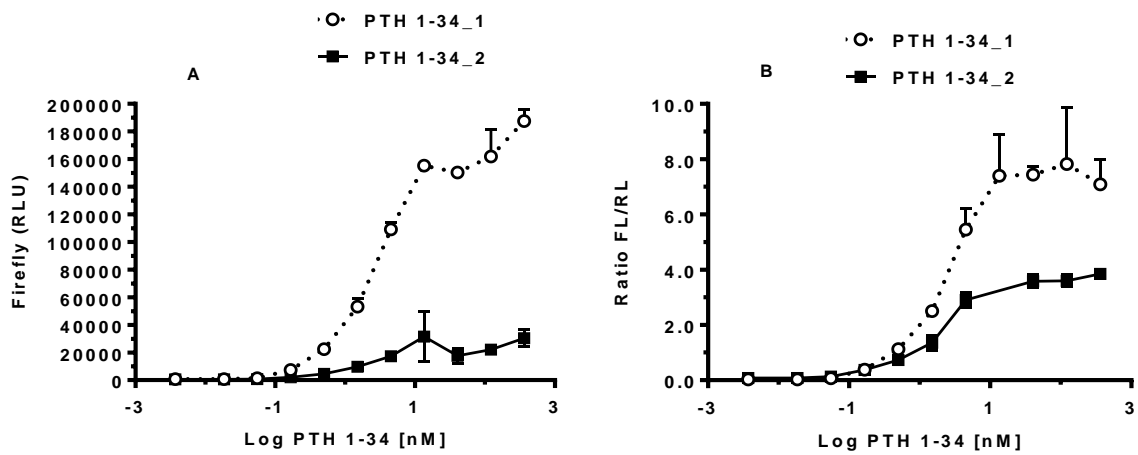 PTH 1-34_1
PTH 1-34_2
A
200000
180000
160000
140000
120000
100000
80000
60000
40000
20000
0
Firefly (RLU)
-3 -1 1 3
Log PTH 1-34 [nM]
PTH 1-34_1
PTH 1-34_2
B
10.0
8.0
6.0
4.0
2.0
0.0
Ratio FL/RL
-3 -1 1 3
Log PTH 1-34 [nM]